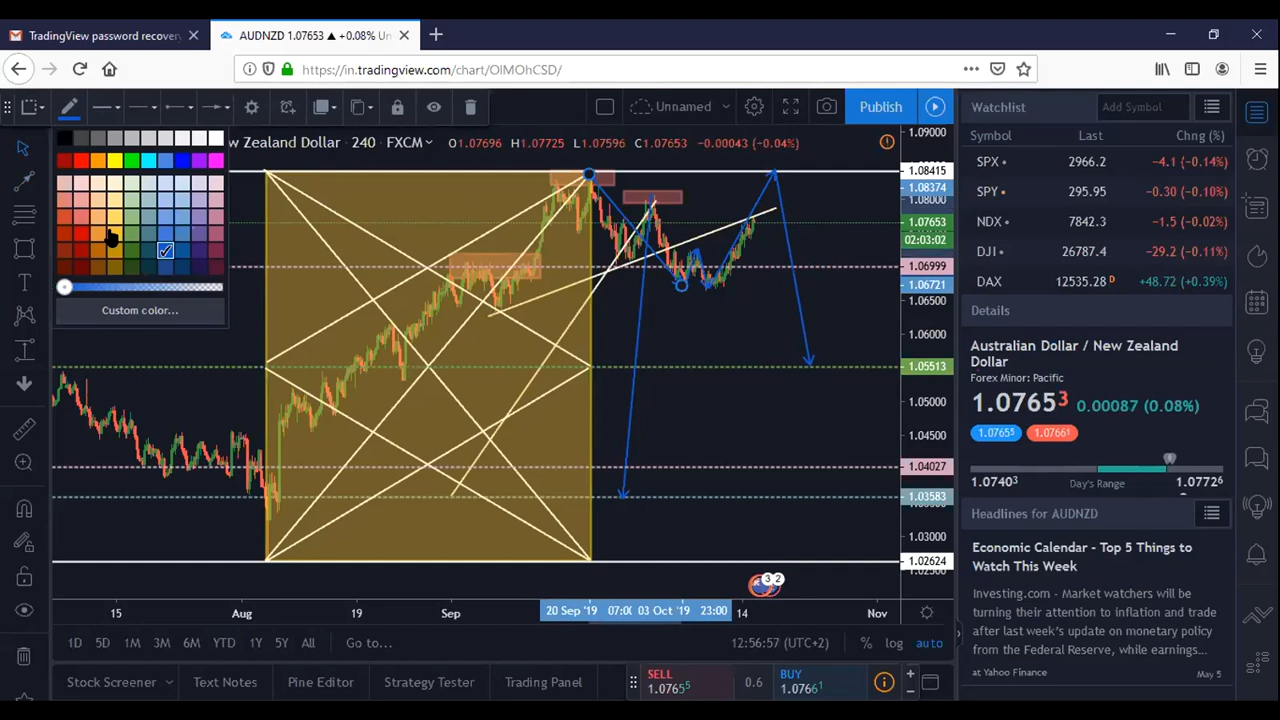 TradingView password recovery
AUDNZD 1.07653 ▲ +0.08% Un
https://in.tradingview.com/chart/OIMOhCSD/
Unnamed
Publish
Watchlist
Add Symbol
w Zealand Dollar · 240 · FXCM
O1.07696 H1.07725 L1.07596 C1.07653 −0.00043 (−0.04%)
Custom color...
1.09000
1.08415
1.08374
1.08000
1.07653
02:03:02
1.06999
1.06721
1.06500
1.06000
1.05513
1.05000
1.04500
1.04027
1.03583
1.03000
1.02624
Symbol Last Chng (%)
SPX 2966.2 −4.1 (−0.14%)
SPY 295.95 −0.30 (−0.10%)
NDX 7842.3 −1.5 (−0.02%)
DJI 26787.4 −29.2 (−0.11%)
DAX 12535.28 D +48.72 (+0.39%)
Details
Australian Dollar / New Zealand
Dollar
Forex Minor: Pacific
1.07653 0.00087 (0.08%)
1.07655 1.07661
1.07403 Day's Range 1.07726
Headlines for AUDNZD
Economic Calendar - Top 5 Things to
Watch This Week
Investing.com - Market watchers will
be turning their attention to inflation and trade
after last week's update on monetary policy
from the Federal Reserve, while earnings...
at Yahoo Finance May 5
3 2
15 Aug 19 Sep 20 Sep '19 07:00 03 Oct '19 23:00 14 Nov
1D 5D 1M 3M 6M YTD 1Y 5Y All Go to...
12:56:57 (UTC+2) % log auto
Stock Screener Text Notes Pine Editor Strategy Tester Trading Panel
SELL
1.07655
0.6
BUY
1.07661